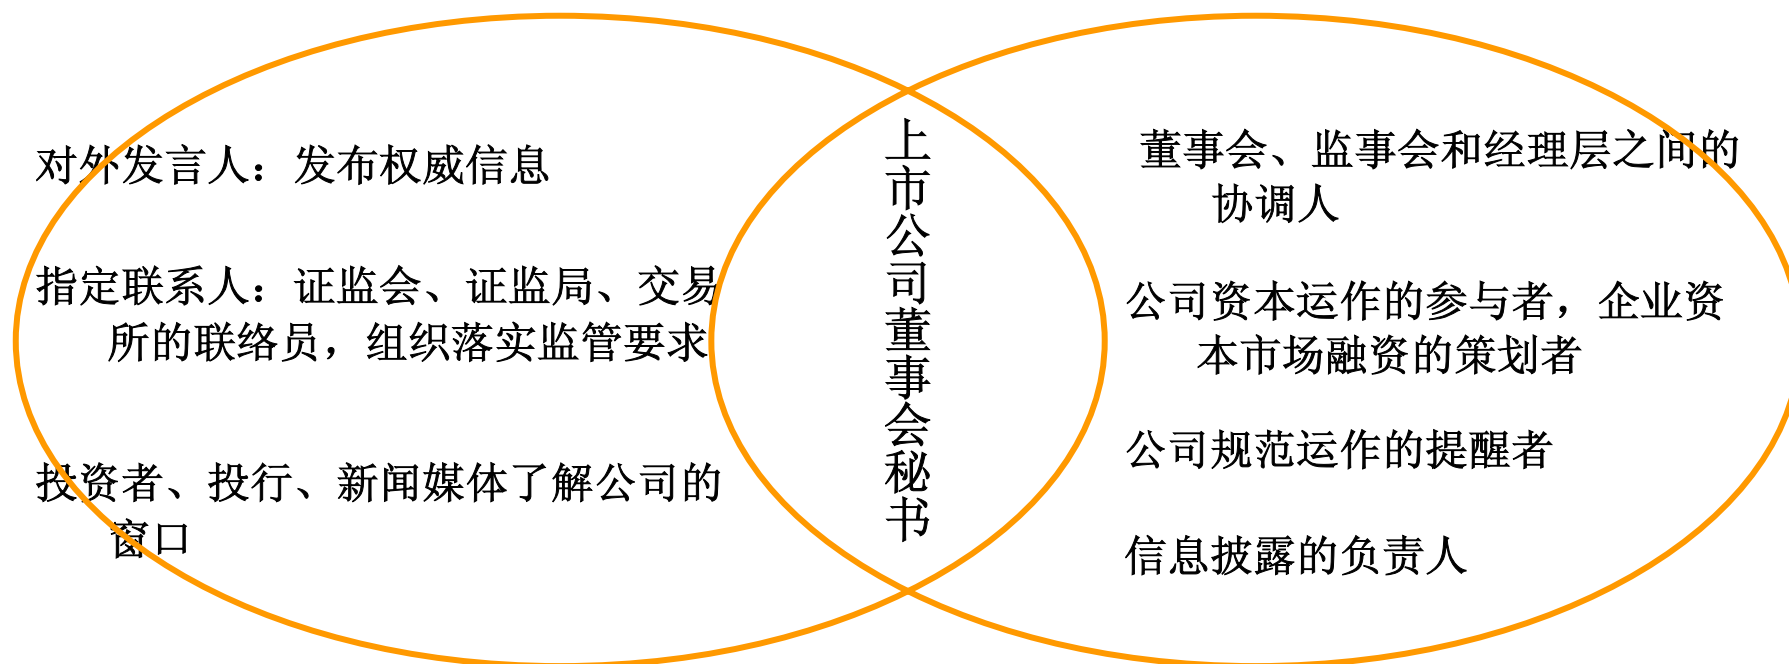 对外发言人：发布权威信息
指定联系人：证监会、证监局、交易
所的联络员，组织落实监管要求
投资者、投行、新闻媒体了解公司的
窗口
上市公司董事会秘书
董事会、监事会和经理层之间的
协调人
公司资本运作的参与者，企业资
本市场融资的策划者
公司规范运作的提醒者
信息披露的负责人